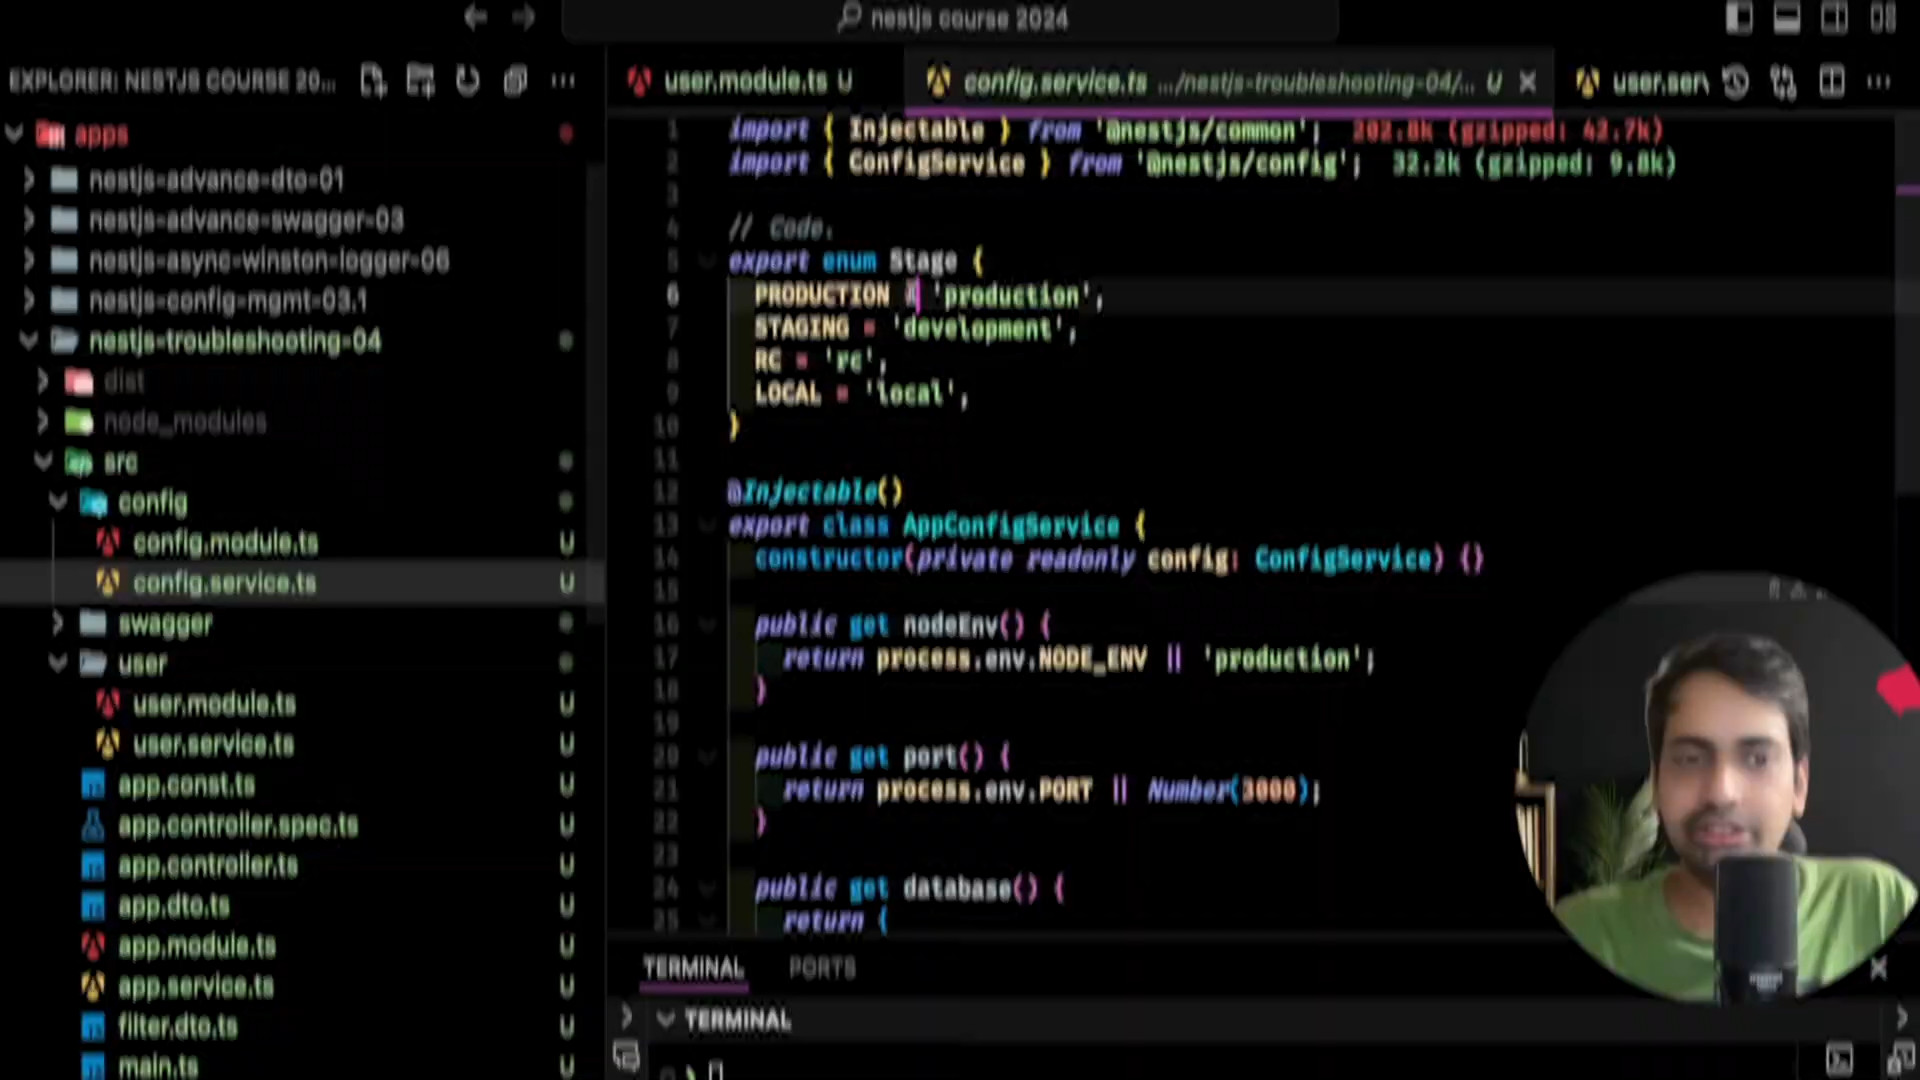 nestjs course 2024
EXPLORER: NESTJS COURSE 20...
apps
nestjs-advance-dto-01
nestjs-advance-swagger-03
nestjs-async-winston-logger-06
nestjs-config-mgmt-03.1
nestjs-troubleshooting-04
dist
node_modules
src
config
config.module.ts U
config.service.ts U
swagger
user
user.module.ts U
user.service.ts U
app.const.ts U
app.controller.spec.ts U
app.controller.ts U
app.dto.ts U
app.module.ts U
app.service.ts U
filter.dto.ts U
main.ts U
user.module.ts U
config.service.ts .../nestjs-troubleshooting-04/... U
user.ser
1 import { Injectable } from '@nestjs/common'; 202.8k (gzipped: 42.7k)
2 import { ConfigService } from '@nestjs/config'; 32.2k (gzipped: 9.8k)
3
4 // Code.
5 export enum Stage {
6 PRODUCTION = 'production',
7 STAGING = 'development',
8 RC = 'rc',
9 LOCAL = 'local',
10 }
11
12 @Injectable()
13 export class AppConfigService {
14 constructor(private readonly config: ConfigService) {}
15
16 public get nodeEnv() {
17 return process.env.NODE_ENV || 'production';
18 }
19
20 public get port() {
21 return process.env.PORT || Number(3000);
22 }
23
24 public get database() {
25 return {
TERMINAL PORTS
TERMINAL